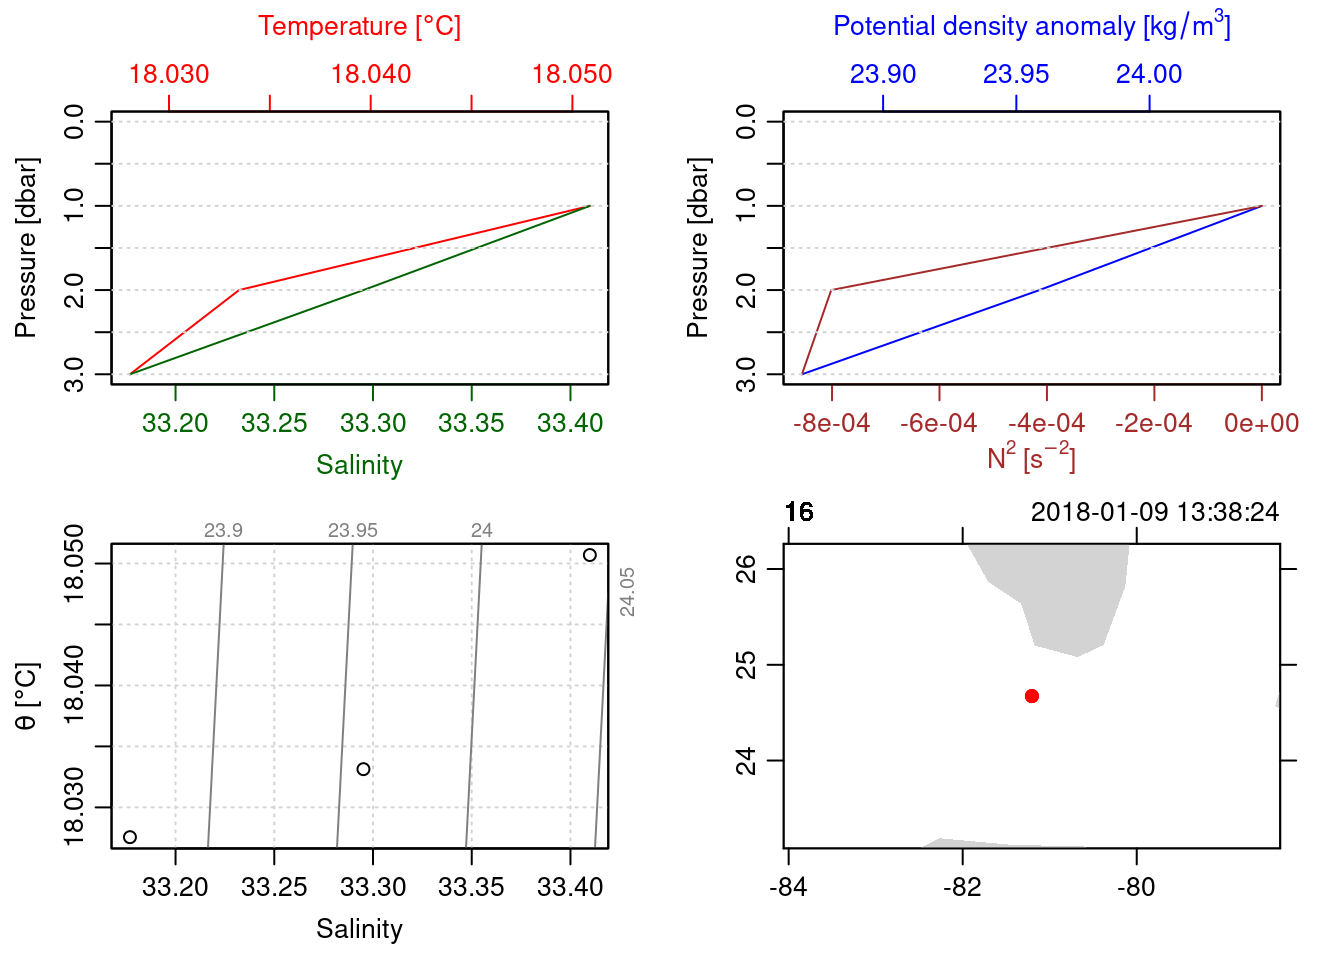 Temperature [°C]
18.030 18.040 18.050
Pressure [dbar]
0.0 1.0 2.0 3.0
33.20 33.25 33.30 33.35 33.40
Salinity
Potential density anomaly [kg/m³]
23.90 23.95 24.00
Pressure [dbar]
0.0 1.0 2.0 3.0
-8e-04 -6e-04 -4e-04 -2e-04 0e+00
N² [s⁻²]
23.9 23.95 24
24.05
θ [°C]
18.050 18.040 18.030
33.20 33.25 33.30 33.35 33.40
Salinity
16 2018-01-09 13:38:24
26 25 24
-84 -82 -80